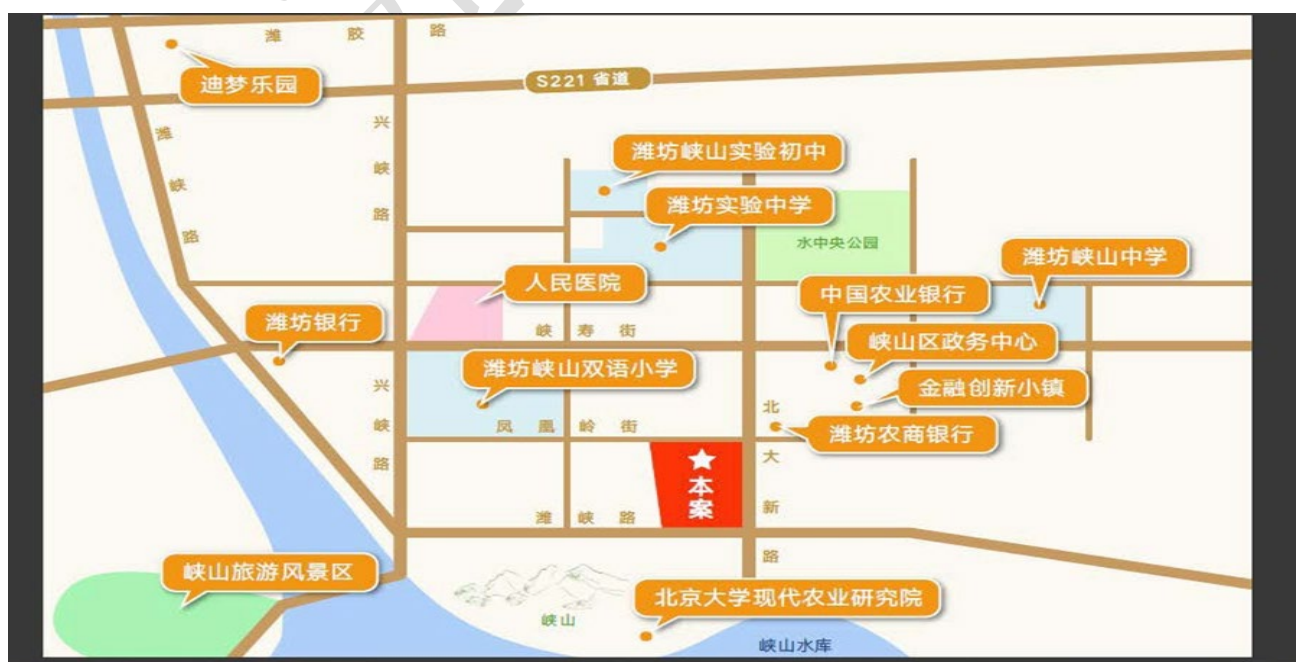 潍胶路
迪梦乐园
S221 省道
潍峡路
兴峡路
潍坊峡山实验初中
潍坊实验中学
水中央公园
潍坊峡山中学
人民医院
中国农业银行
潍坊银行
峡寿街
峡山区政务中心
潍坊峡山双语小学
金融创新小镇
兴峡路
凤凰岭街
北大新路
潍坊农商银行
本案
潍峡路
峡山旅游风景区
北京大学现代农业研究院
峡山
峡山水库